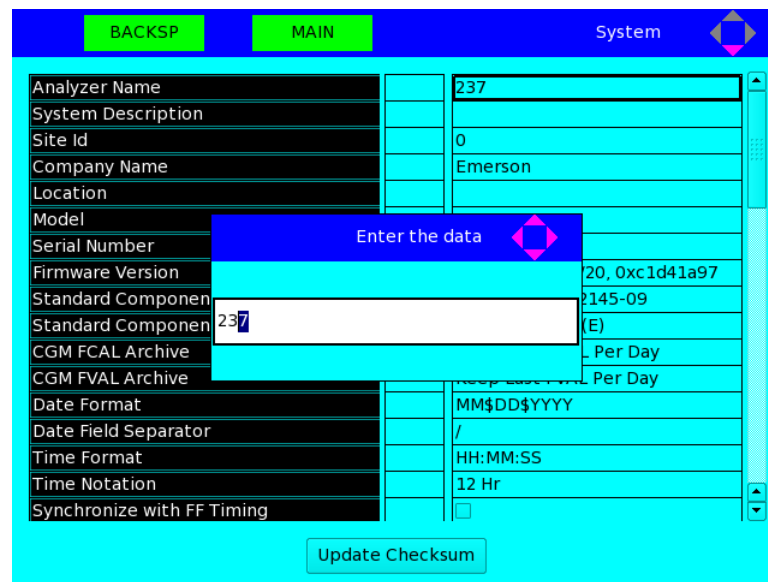 BACKSP MAIN System
Analyzer Name 237
System Description
Site Id 0
Company Name Emerson
Location
Model
Enter the data
Serial Number
Firmware Version /20, 0xc1d41a97
Standard Componen 2145-09
237
Standard Componen (E)
CGM FCAL Archive Per Day
CGM FVAL Archive Per Day
Date Format MM$DD$YYYY
Date Field Separator /
Time Format HH:MM:SS
Time Notation 12 Hr
Synchronize with FF Timing
Update Checksum